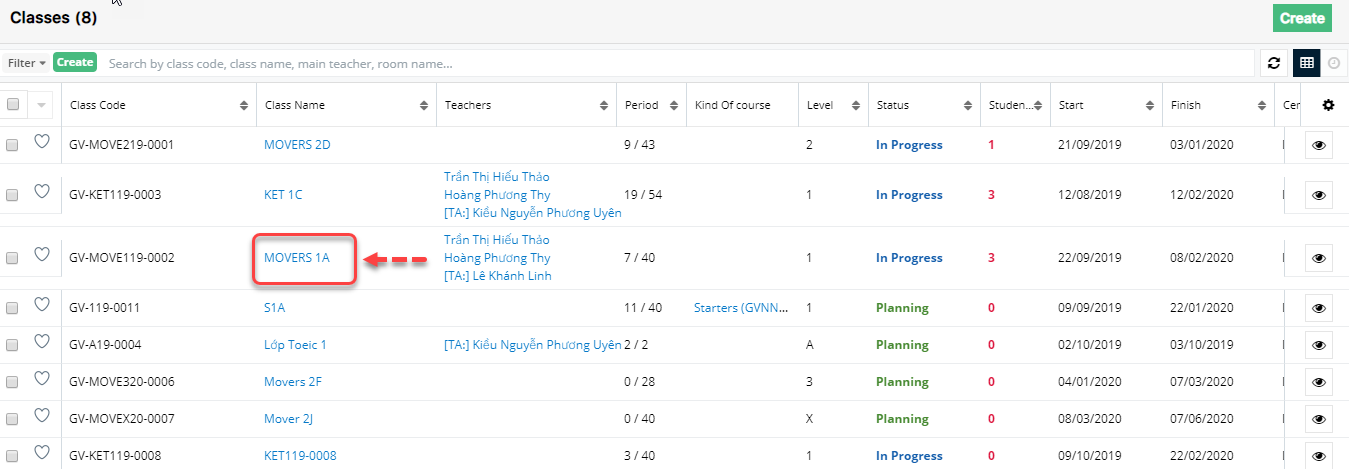 Classes (8)
Create
Filter Create Search by class code, class name, main teacher, room name...
Class Code Class Name Teachers Period Kind Of course Level Status Studen... Start Finish Cer
GV-MOVE219-0001 MOVERS 2D 9 / 43 2 In Progress 1 21/09/2019 03/01/2020
Trần Thị Hiếu Thảo
GV-KET119-0003 KET 1C Hoàng Phương Thy 19 / 54 1 In Progress 3 12/08/2019 12/02/2020
[TA:] Kiều Nguyễn Phương Uyên
Trần Thị Hiếu Thảo
GV-MOVE119-0002 MOVERS 1A Hoàng Phương Thy 7 / 40 1 In Progress 3 22/09/2019 08/02/2020
[TA:] Lê Khánh Linh
GV-119-0011 S1A 11 / 40 Starters (GVNN... 1 Planning 0 09/09/2019 22/01/2020
GV-A19-0004 Lớp Toeic 1 [TA:] Kiều Nguyễn Phương Uyên 2 / 2 A Planning 0 02/10/2019 03/10/2019
GV-MOVE320-0006 Movers 2F 0 / 28 3 Planning 0 04/01/2020 07/03/2020
GV-MOVEX20-0007 Mover 2J 0 / 40 X Planning 0 08/03/2020 07/06/2020
GV-KET119-0008 KET119-0008 3 / 40 1 In Progress 0 09/10/2019 22/02/2020